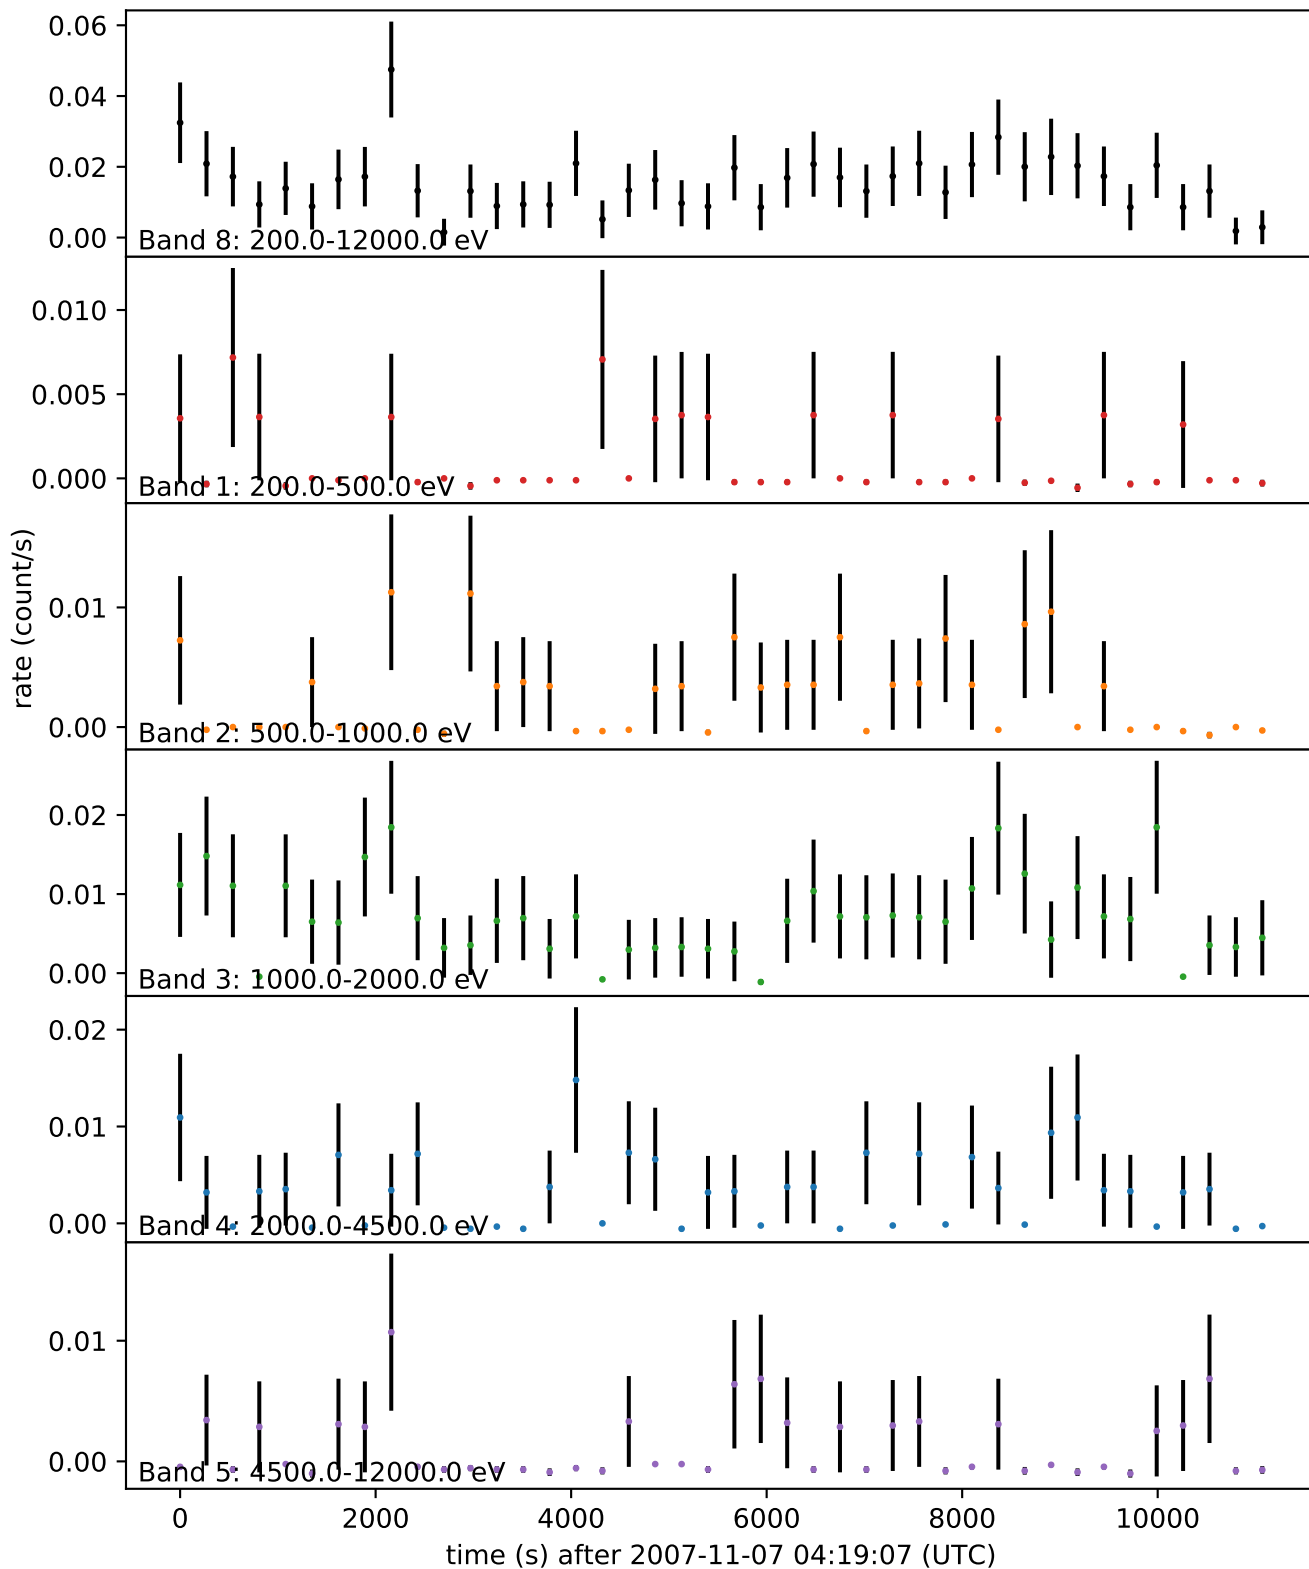 0.06
0.04
0.02
0.00
Band 8: 200.0-12000.0 eV
0.010
0.005
0.000
Band 1: 200.0-500.0 eV
0.01
0.00
Band 2: 500.0-1000.0 eV
rate (count/s)
0.02
0.01
0.00
Band 3: 1000.0-2000.0 eV
0.02
0.01
0.00
Band 4: 2000.0-4500.0 eV
0.01
0.00
Band 5: 4500.0-12000.0 eV
0 2000 4000 6000 8000 10000
time (s) after 2007-11-07 04:19:07 (UTC)